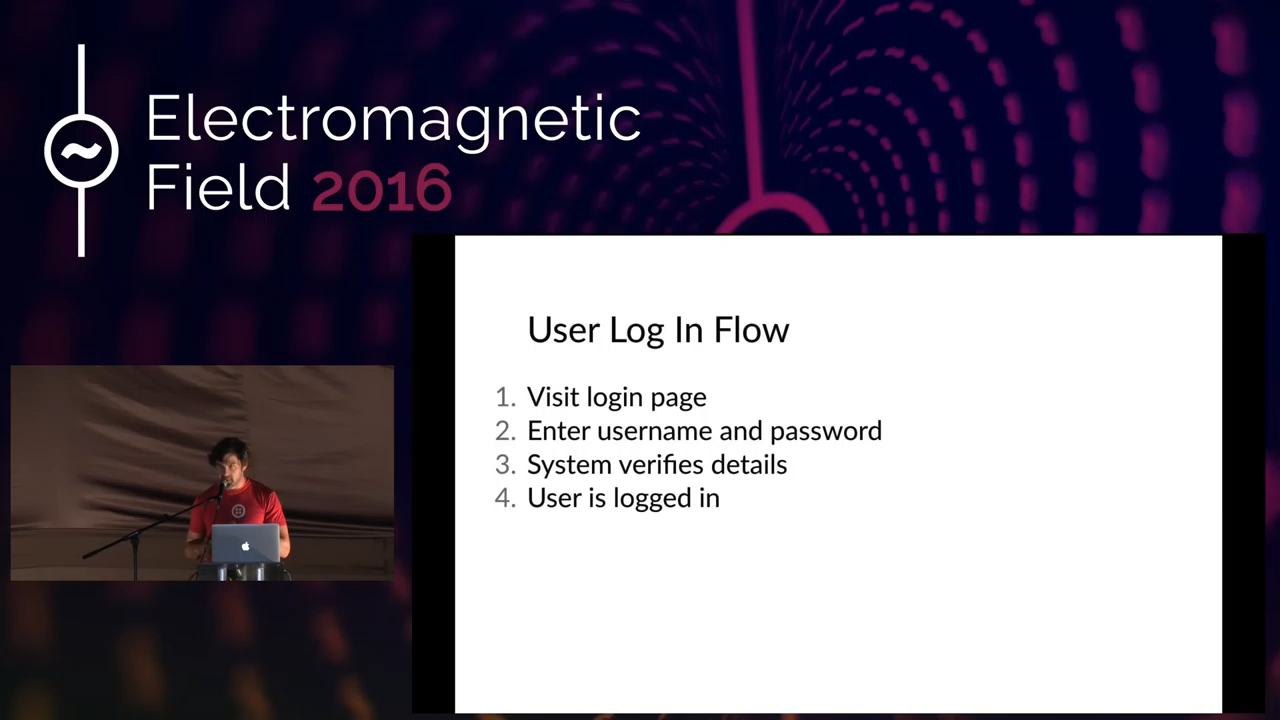 Electromagnetic
Field 2016
User Log In Flow
1. Visit login page
2. Enter username and password
3. System verifies details
4. User is logged in